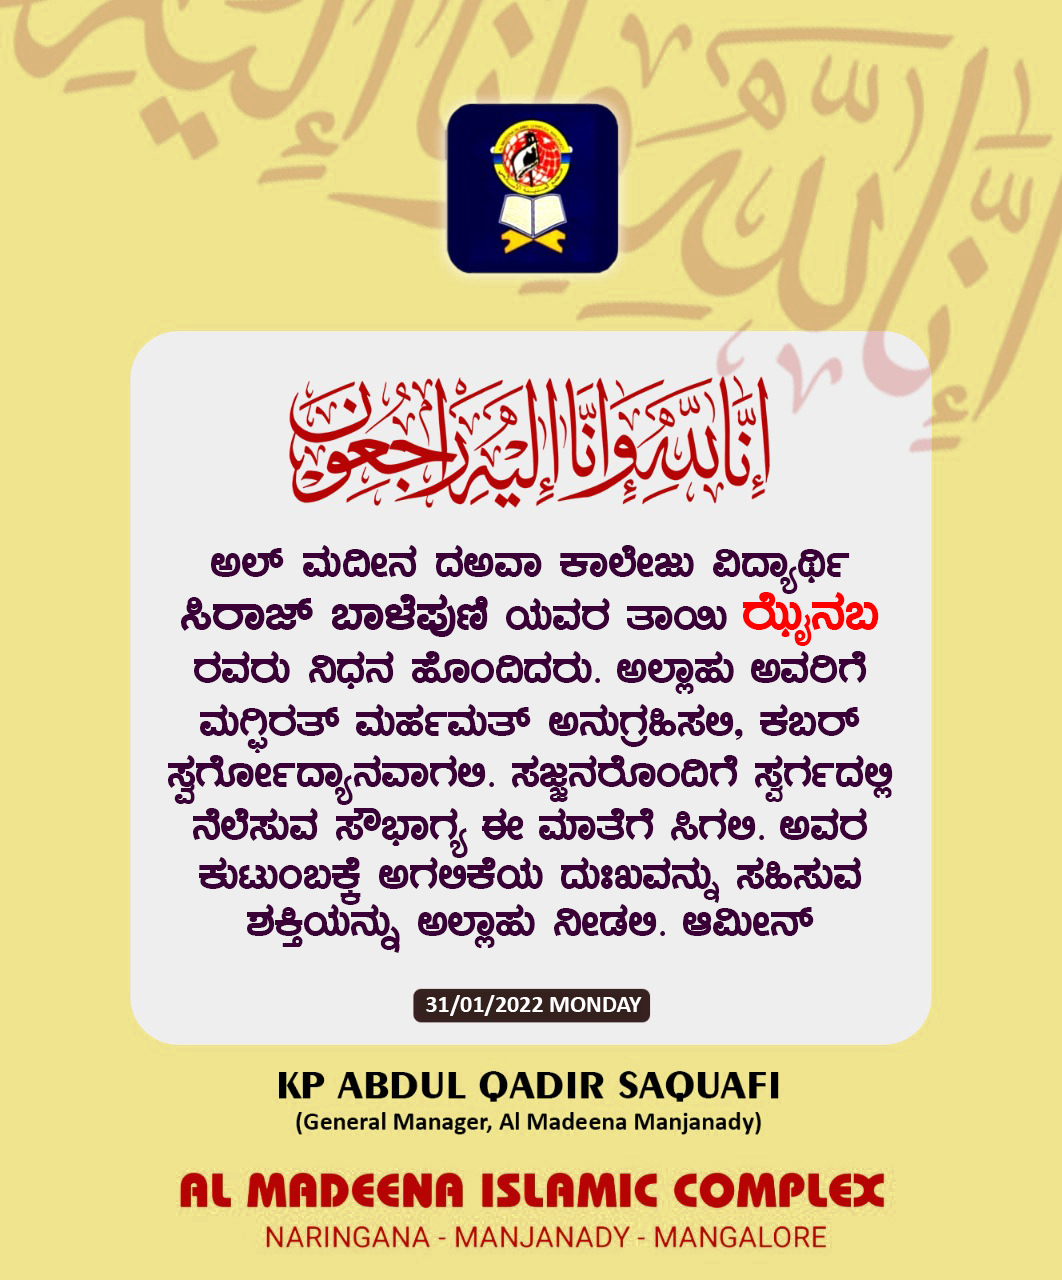 إِنَّا لِلّٰهِ وَإِنَّا إِلَيْهِ رَاجِعُونَ
ಅಲ್ ಮದೀನ ದಅವಾ ಕಾಲೇಜು ವಿದ್ಯಾರ್ಥಿ
ಸಿರಾಜ್ ಬಾಳೆಪುಣಿ ಯವರ ತಾಯಿ ಝೈನಬ
ರವರು ನಿಧನ ಹೊಂದಿದರು. ಅಲ್ಲಾಹು ಅವರಿಗೆ
ಮಗ್ಫಿರತ್ ಮರ್ಹಮತ್ ಅನುಗ್ರಹಿಸಲಿ, ಕಬರ್
ಸ್ವರ್ಗೋದ್ಯಾನವಾಗಲಿ. ಸಜ್ಜನರೊಂದಿಗೆ ಸ್ವರ್ಗದಲ್ಲಿ
ನೆಲೆಸುವ ಸೌಭಾಗ್ಯ ಈ ಮಾತೆಗೆ ಸಿಗಲಿ. ಅವರ
ಕುಟುಂಬಕ್ಕೆ ಅಗಲಿಕೆಯ ದುಃಖವನ್ನು ಸಹಿಸುವ
ಶಕ್ತಿಯನ್ನು ಅಲ್ಲಾಹು ನೀಡಲಿ. ಆಮೀನ್
31/01/2022 MONDAY
KP ABDUL QADIR SAQUAFI
(General Manager, Al Madeena Manjanady)
AL MADEENA ISLAMIC COMPLEX
NARINGANA - MANJANADY - MANGALORE